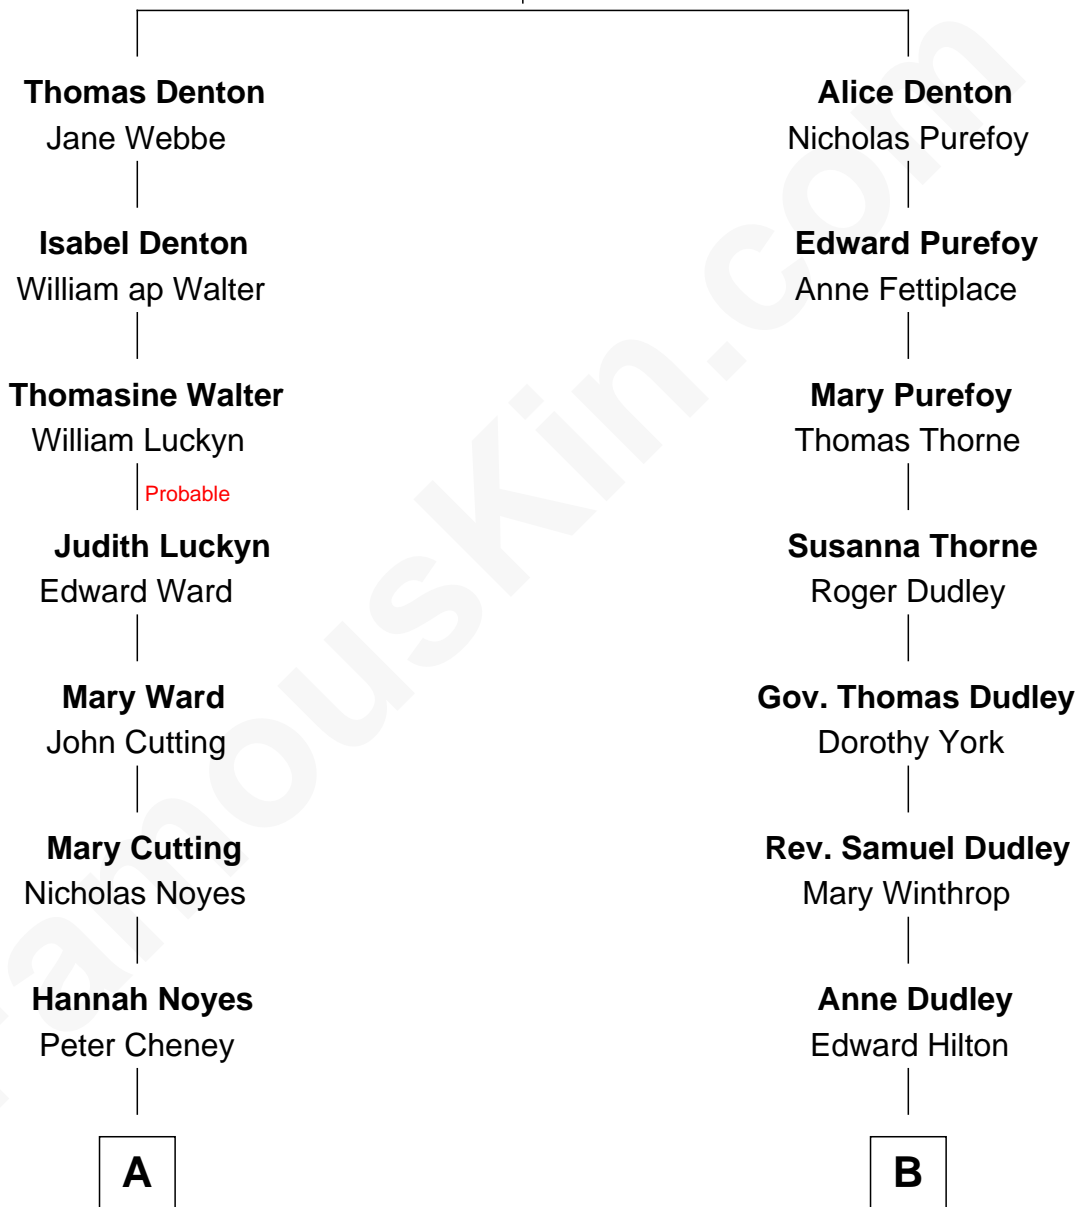 Thomas Denton
Jane Webbe
Isabel Denton
William ap Walter
Thomasine Walter
William Luckyn
Probable
Judith Luckyn
Edward Ward
Mary Ward
John Cutting
Mary Cutting
Nicholas Noyes
Hannah Noyes
Peter Cheney
A
Alice Denton
Nicholas Purefoy
Edward Purefoy
Anne Fettiplace
Mary Purefoy
Thomas Thorne
Susanna Thorne
Roger Dudley
Gov. Thomas Dudley
Dorothy York
Rev. Samuel Dudley
Mary Winthrop
Anne Dudley
Edward Hilton
B
FamousKin.com